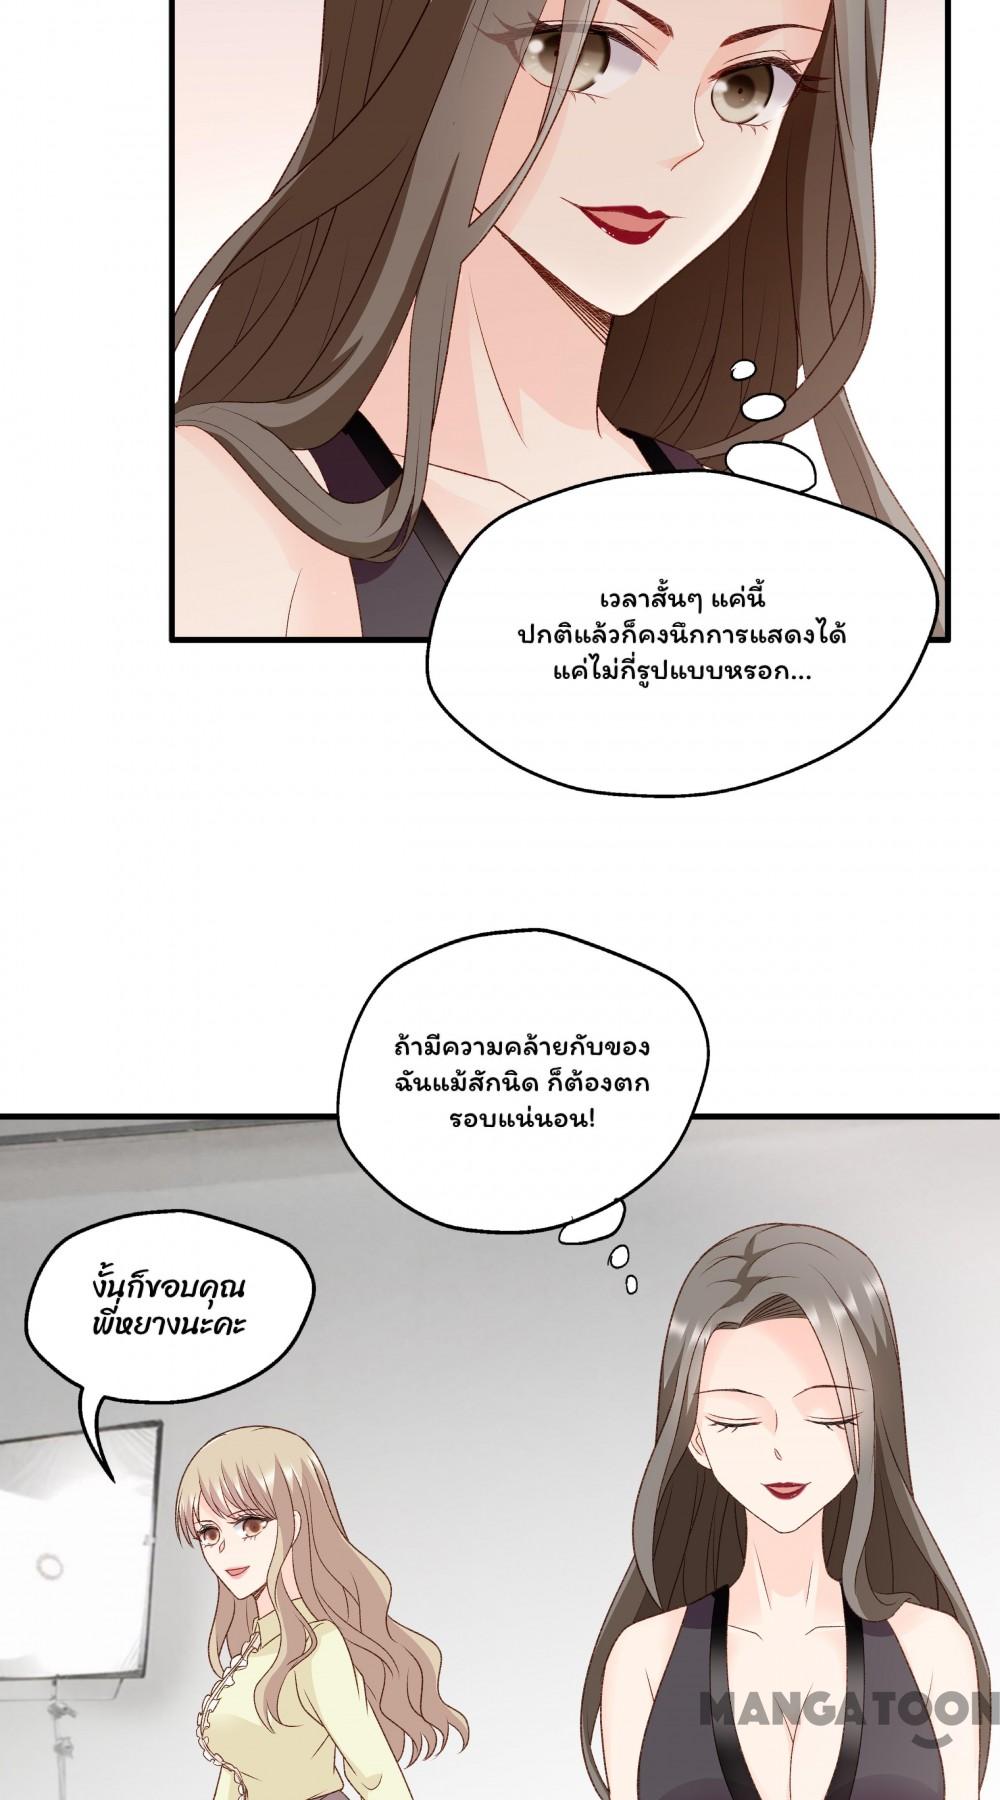 เวลาสั้นๆ แค่นี้
ปกติแล้วก็คงนึกการแสดงได้
แค่ไม่กี่รูปแบบหรอก...
ถ้ามีความคล้ายกับของ
ฉันแม้สักนิด ก็ต้องตก
รอบแน่นอน!
งั้นก็ขอบคุณ
พี่หยางนะคะ
MANGATOON